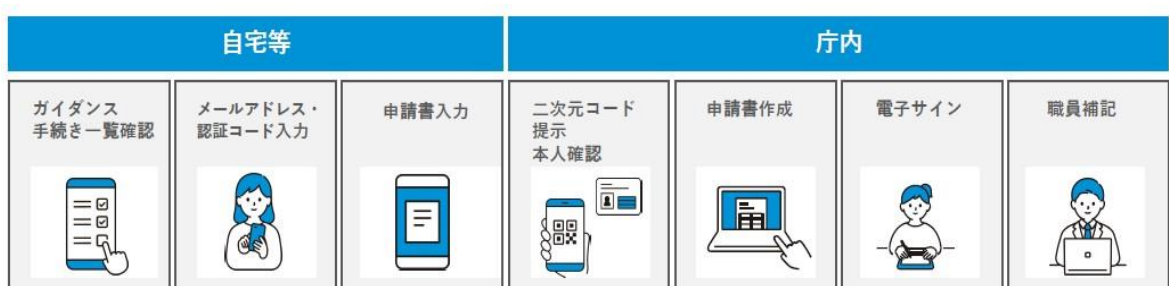 自宅等
庁内
ガイダンス
手続き一覧確認
メールアドレス・
認証コード入力
申請書入力
二次元コード
提示
本人確認
申請書作成
電子サイン
職員補記